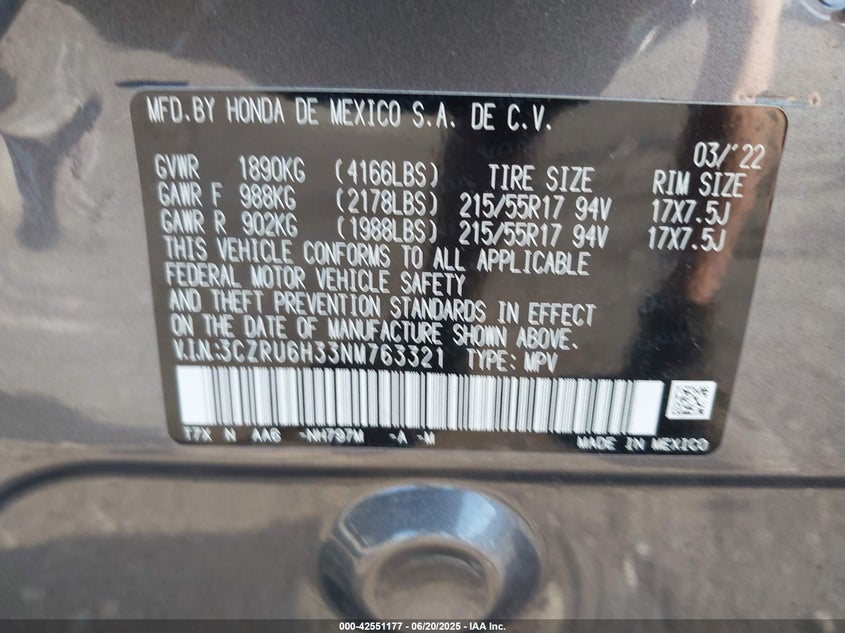 MFD.BY HONDA DE MEXICO S.A. DE C.V.
03/'22
GVWR 1890KG (4166LBS) TIRE SIZE RIM SIZE
GAWR F 988KG (2178LBS) 215/55R17 94V 17X7.5J
GAWR R 902KG (1988LBS) 215/55R17 94V 17X7.5J
THIS VEHICLE CONFORMS TO ALL APPLICABLE
FEDERAL MOTOR VEHICLE SAFETY
AND THEFT PREVENTION STANDARDS IN EFFECT
ON THE DATE OF MANUFACTURE SHOWN ABOVE.
V.I.N:3CZRU6H33NM763321 TYPE: MPV
T7X N AA6 -NH797M -A -M
MADE IN MEXICO
000-42551177 - 06/20/2025 - IAA Inc.